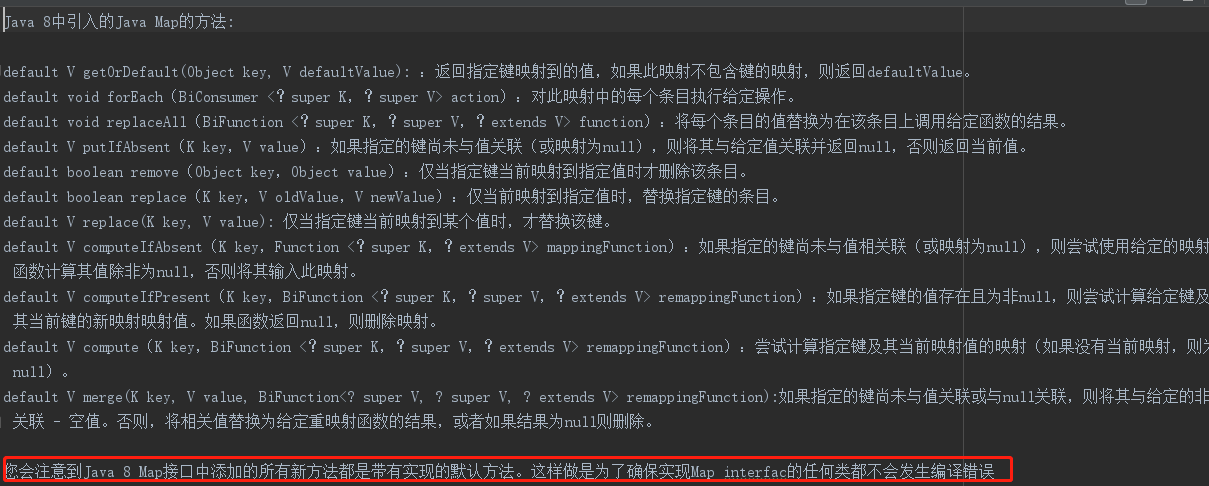 Java 8中引入的Java Map的方法:
default V getOrDefault(Object key, V defaultValue): ：返回指定键映射到的值，如果此映射不包含键的映射，则返回defaultValue。
default void forEach（BiConsumer <？super K，？super V> action）：对此映射中的每个条目执行给定操作。
default void replaceAll（BiFunction <？super K，？super V，？extends V> function）：将每个条目的值替换为在该条目上调用给定函数的结果。
default V putIfAbsent（K key，V value）：如果指定的键尚未与值关联（或映射为null），则将其与给定值关联并返回null，否则返回当前值。
default boolean remove（Object key，Object value）：仅当指定键当前映射到指定值时才删除该条目。
default boolean replace（K key，V oldValue，V newValue）：仅当前映射到指定值时，替换指定键的条目。
default V replace(K key, V value): 仅当指定键当前映射到某个值时，才替换该键。
default V computeIfAbsent（K key，Function <？super K，？extends V> mappingFunction）：如果指定的键尚未与值相关联（或映射为null），则尝试使用给定的映射
函数计算其值除非为null，否则将其输入此映射。
default V computeIfPresent（K key，BiFunction <？super K，？super V，？extends V> remappingFunction）：如果指定键的值存在且为非null，则尝试计算给定键及
其当前键的新映射映射值。如果函数返回null，则删除映射。
default V compute（K key，BiFunction <？super K，？super V，？extends V> remappingFunction）：尝试计算指定键及其当前映射值的映射（如果没有当前映射，则为
null）。
default V merge(K key, V value, BiFunction<? super V, ? super V, ? extends V> remappingFunction):如果指定的键尚未与值关联或与null关联，则将其与给定的非
关联 - 空值。否则，将相关值替换为给定重映射函数的结果，或者如果结果为null则删除。
您会注意到Java 8 Map接口中添加的所有新方法都是带有实现的默认方法。这样做是为了确保实现Map interfac的任何类都不会发生编译错误